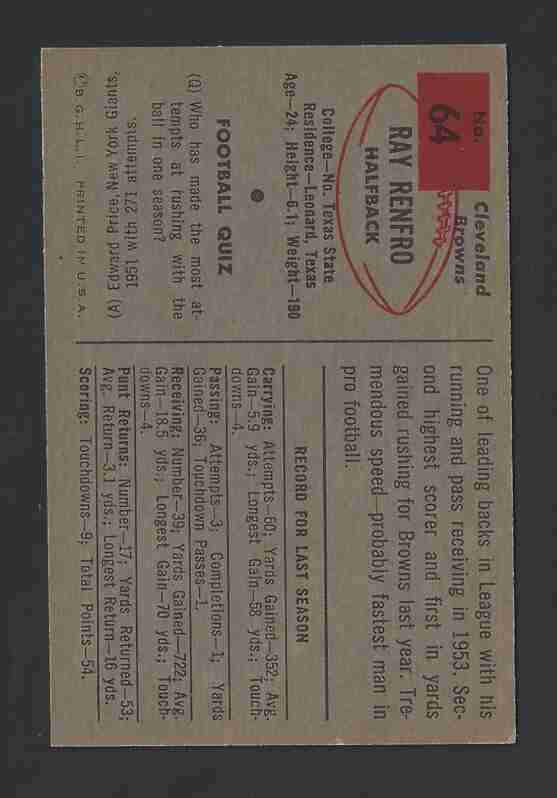 No.
64
Cleveland
Browns
RAY RENFRO
HALFBACK
College—No. Texas State
Residence—Leonard, Texas
Age—24; Height—6.1; Weight—190
FOOTBALL QUIZ
(Q) Who has made the most at-
tempts at rushing with the
ball in one season?
(A) Edward Price, New York Giants,
1951 with 271 attempts.
©B G.H.L.I. PRINTED IN U.S.A.
One of leading backs in League with his
running and pass receiving in 1953. Sec-
ond highest scorer and first in yards
gained rushing for Browns last year. Tre-
mendous speed—probably fastest man in
pro football.
RECORD FOR LAST SEASON
Carrying: Attempts—60; Yards Gained—352; Avg.
Gain—5.9 yds.; Longest Gain—58 yds.; Touch-
downs—4.
Passing: Attempts—3; Completions—1; Yards
Gained—36; Touchdown Passes—1.
Receiving: Number—39; Yards Gained—722; Avg.
Gain—18.5 yds.; Longest Gain—70 yds.; Touch-
downs—4.
Punt Returns: Number—17; Yards Returned—53;
Avg. Return—3.1 yds.; Longest Return—16 yds.
Scoring: Touchdowns—9; Total Points—54.